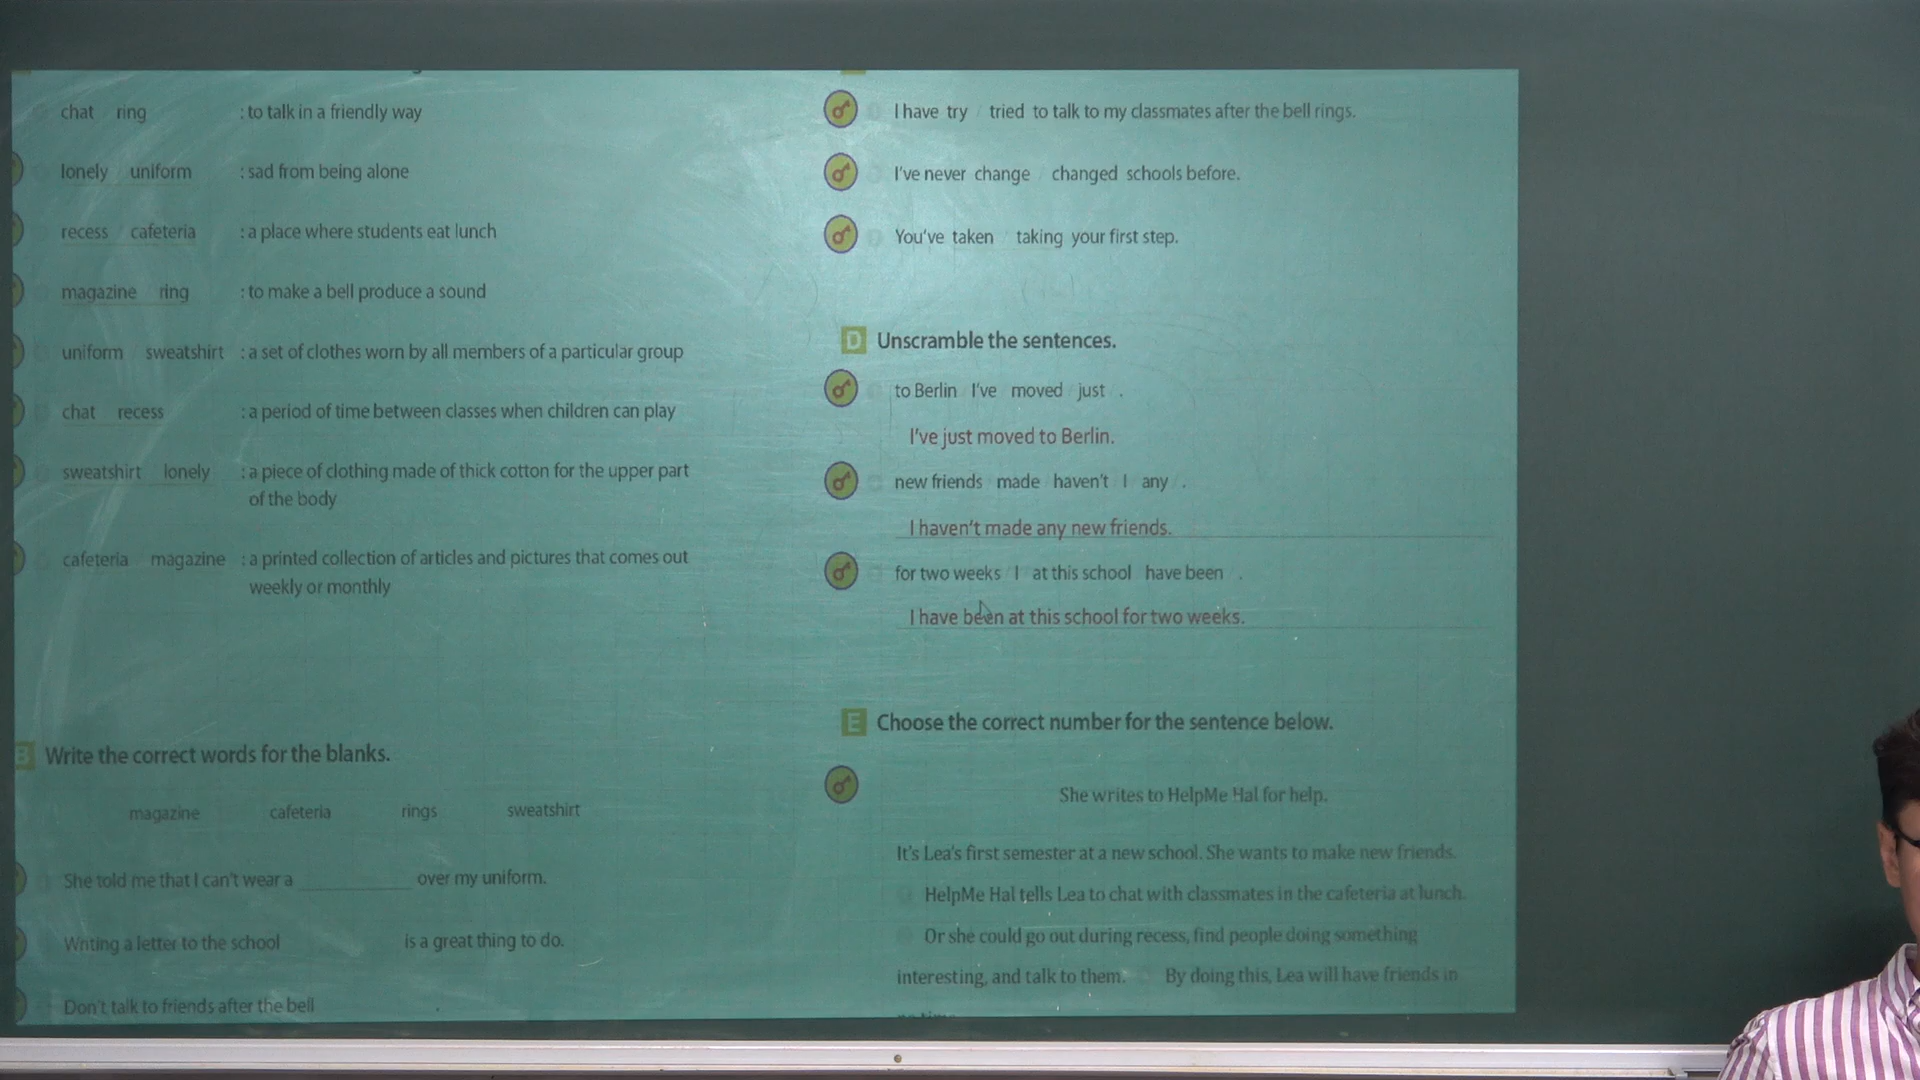 chat ring : to talk in a friendly way
lonely uniform : sad from being alone
recess cafeteria : a place where students eat lunch
magazine ring : to make a bell produce a sound
uniform sweatshirt : a set of clothes worn by all members of a particular group
chat recess : a period of time between classes when children can play
sweatshirt lonely : a piece of clothing made of thick cotton for the upper part
of the body
cafeteria magazine : a printed collection of articles and pictures that comes out
weekly or monthly
B Write the correct words for the blanks.
magazine cafeteria rings sweatshirt
She told me that I can't wear a ____ over my uniform.
Writing a letter to the school is a great thing to do.
Don't talk to friends after the bell
I have try / tried to talk to my classmates after the bell rings.
I've never change / changed schools before.
You've taken / taking your first step.
D Unscramble the sentences.
to Berlin / I've / moved / just / .
I've just moved to Berlin.
new friends / made / haven't / I / any / .
I haven't made any new friends.
for two weeks / I / at this school / have been / .
I have been at this school for two weeks.
E Choose the correct number for the sentence below.
She writes to HelpMe Hal for help.
It's Lea's first semester at a new school. She wants to make new friends.
HelpMe Hal tells Lea to chat with classmates in the cafeteria at lunch.
Or she could go out during recess, find people doing something
interesting, and talk to them. By doing this, Lea will have friends in